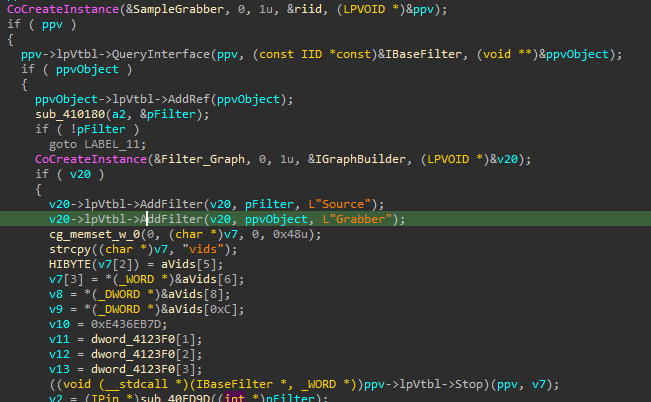 CoCreateInstance(&SampleGrabber, 0, 1u, &riid, (LPVOID *)&ppv);
if ( ppv )
{
ppv->lpVtbl->QueryInterface(ppv, (const IID *const)&IBaseFilter, (void **)&ppvObject);
if ( ppvObject )
{
ppvObject->lpVtbl->AddRef(ppvObject);
sub_410180(a2, &pFilter);
if ( !pFilter )
goto LABEL_11;
CoCreateInstance(&Filter_Graph, 0, 1u, &IGraphBuilder, (LPVOID *)&v20);
if ( v20 )
{
v20->lpVtbl->AddFilter(v20, pFilter, L"Source");
v20->lpVtbl->AddFilter(v20, ppvObject, L"Grabber");
cg_memset_w_0(0, (char *)v7, 0, 0x48u);
strcpy((char *)v7, "vids");
HIBYTE(v7[2]) = aVids[5];
v7[3] = *(_WORD *)&aVids[6];
v8 = *(_DWORD *)&aVids[8];
v9 = *(_DWORD *)&aVids[0xC];
v10 = 0xE436EB7D;
v11 = dword_4123F0[1];
v12 = dword_4123F0[2];
v13 = dword_4123F0[3];
((void (__stdcall *)(IBaseFilter *, _WORD *))ppv->lpVtbl->Stop)(ppv, v7);
v2 = (IPin *)sub_40ED9D((int *)pFilter);